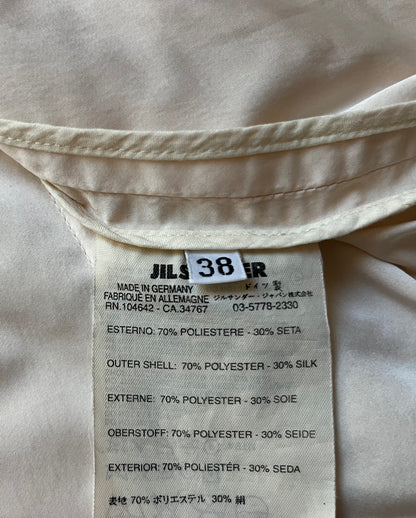 JILS ER
38
MADE IN GERMANY ドイツ製
FABRIQUÉ EN ALLEMAGNE ジルサンダー・ジャパン株式会社
RN.104642 - CA.34767 03-5778-2330
ESTERNO: 70% POLIESTERE - 30% SETA
OUTER SHELL: 70% POLYESTER - 30% SILK
EXTERNE: 70% POLYESTER - 30% SOIE
OBERSTOFF: 70% POLYESTER - 30% SEIDE
EXTERIOR: 70% POLIESTÉR - 30% SEDA
表地 70% ポリエステル 30% 絹